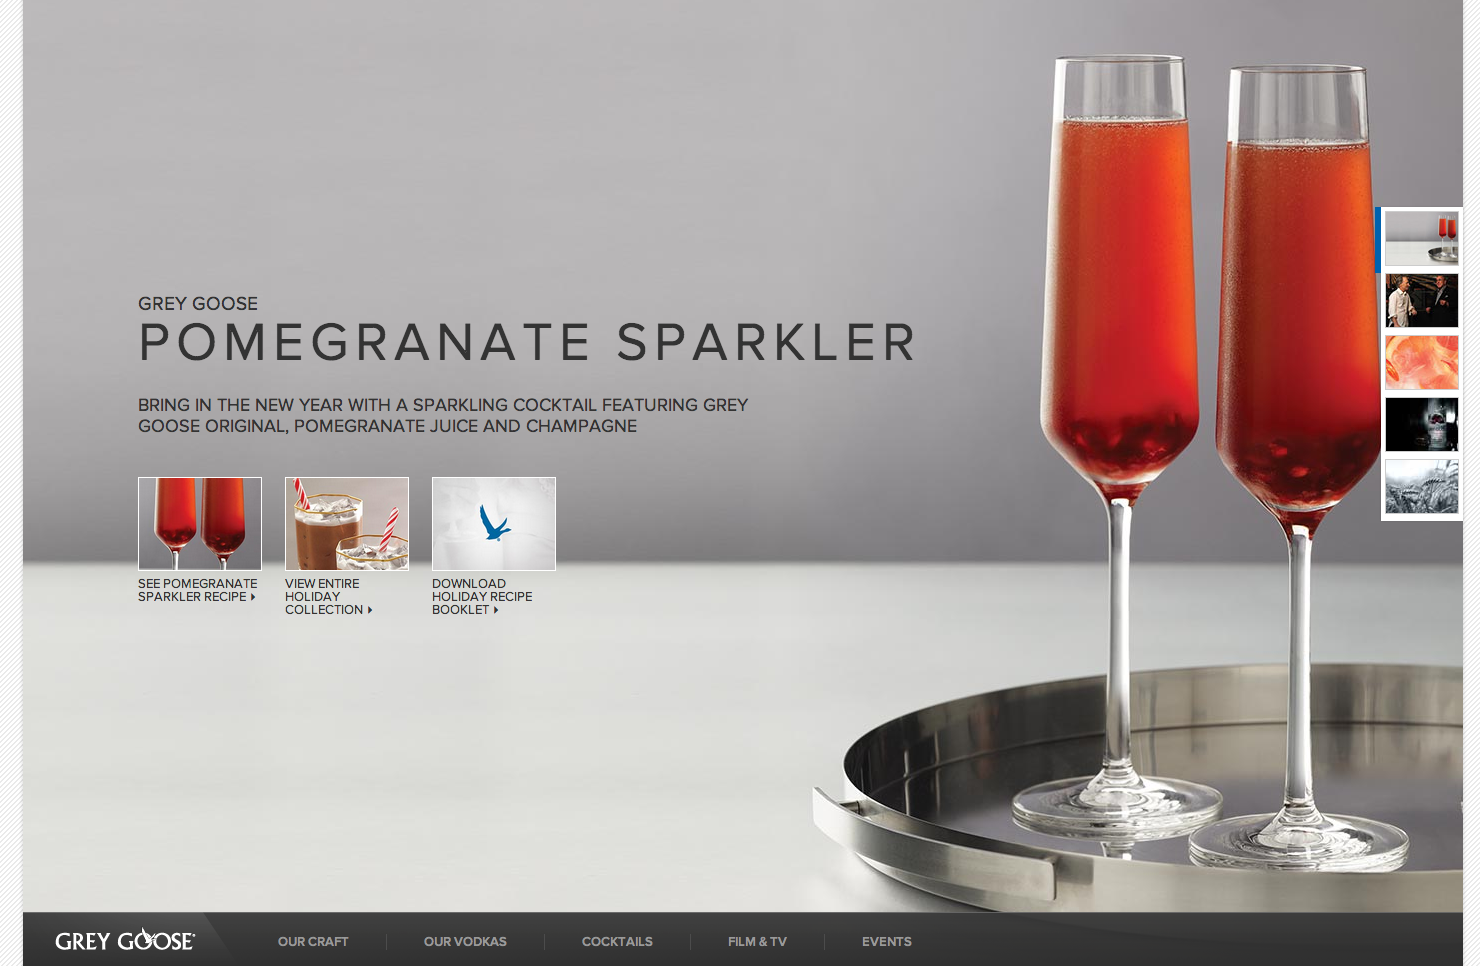 GREY GOOSE
POMEGRANATE SPARKLER
BRING IN THE NEW YEAR WITH A SPARKLING COCKTAIL FEATURING GREY
GOOSE ORIGINAL, POMEGRANATE JUICE AND CHAMPAGNE
SEE POMEGRANATE
SPARKLER RECIPE
VIEW ENTIRE
HOLIDAY
COLLECTION
DOWNLOAD
HOLIDAY RECIPE
BOOKLET
GREY GOOSE
OUR CRAFT
OUR VODKAS
COCKTAILS
FILM & TV
EVENTS